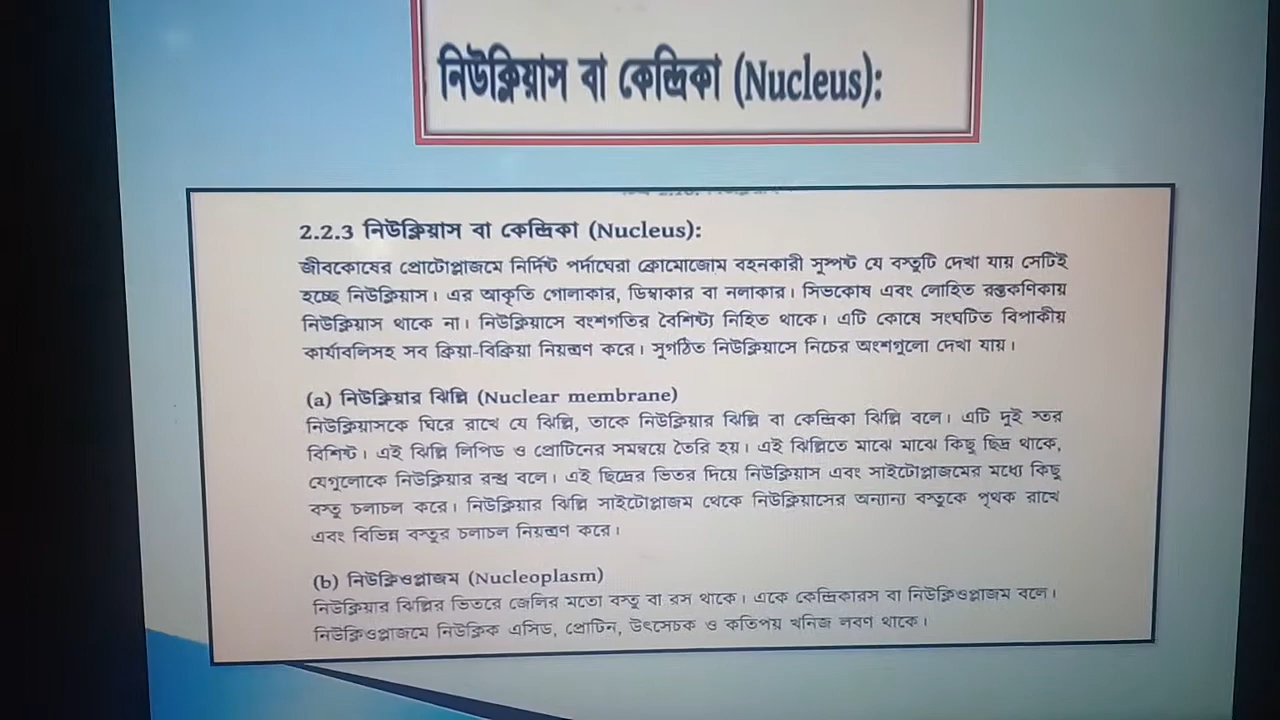 নিউক্লিয়াস বা কেন্দ্রিকা (Nucleus):
2.2.3 নিউক্লিয়াস বা কেন্দ্রিকা (Nucleus):
জীবকোষের প্রোটোপ্লাজমে নির্দিষ্ট পর্দাঘেরা ক্রোমোজোম বহনকারী সুস্পষ্ট যে বস্তুটি দেখা যায় সেটিই
হচ্ছে নিউক্লিয়াস। এর আকৃতি গোলাকার, ডিম্বাকার বা নলাকার। সিভকোষ এবং লোহিত রক্তকণিকায়
নিউক্লিয়াস থাকে না। নিউক্লিয়াসে বংশগতির বৈশিষ্ট্য নিহিত থাকে। এটি কোষে সংঘটিত বিপাকীয়
কার্যাবলিসহ সব ক্রিয়া-বিক্রিয়া নিয়ন্ত্রণ করে। সুগঠিত নিউক্লিয়াসে নিচের অংশগুলো দেখা যায়।
(a) নিউক্লিয়ার ঝিল্লি (Nuclear membrane)
নিউক্লিয়াসকে ঘিরে রাখে যে ঝিল্লি, তাকে নিউক্লিয়ার ঝিল্লি বা কেন্দ্রিকা ঝিল্লি বলে। এটি দুই স্তর
বিশিষ্ট। এই ঝিল্লি লিপিড ও প্রোটিনের সমন্বয়ে তৈরি হয়। এই ঝিল্লিতে মাঝে মাঝে কিছু ছিদ্র থাকে,
যেগুলোকে নিউক্লিয়ার রন্ধ্র বলে। এই ছিদ্রের ভিতর দিয়ে নিউক্লিয়াস এবং সাইটোপ্লাজমের মধ্যে কিছু
বস্তু চলাচল করে। নিউক্লিয়ার ঝিল্লি সাইটোপ্লাজম থেকে নিউক্লিয়াসের অন্যান্য বস্তুকে পৃথক রাখে
এবং বিভিন্ন বস্তুর চলাচল নিয়ন্ত্রণ করে।
(b) নিউক্লিওপ্লাজম (Nucleoplasm)
নিউক্লিয়ার ঝিল্লির ভিতরে জেলির মতো বস্তু বা রস থাকে। একে কেন্দ্রিকারস বা নিউক্লিওপ্লাজম বলে।
নিউক্লিওপ্লাজমে নিউক্লিক এসিড, প্রোটিন, উৎসেচক ও কতিপয় খনিজ লবণ থাকে।